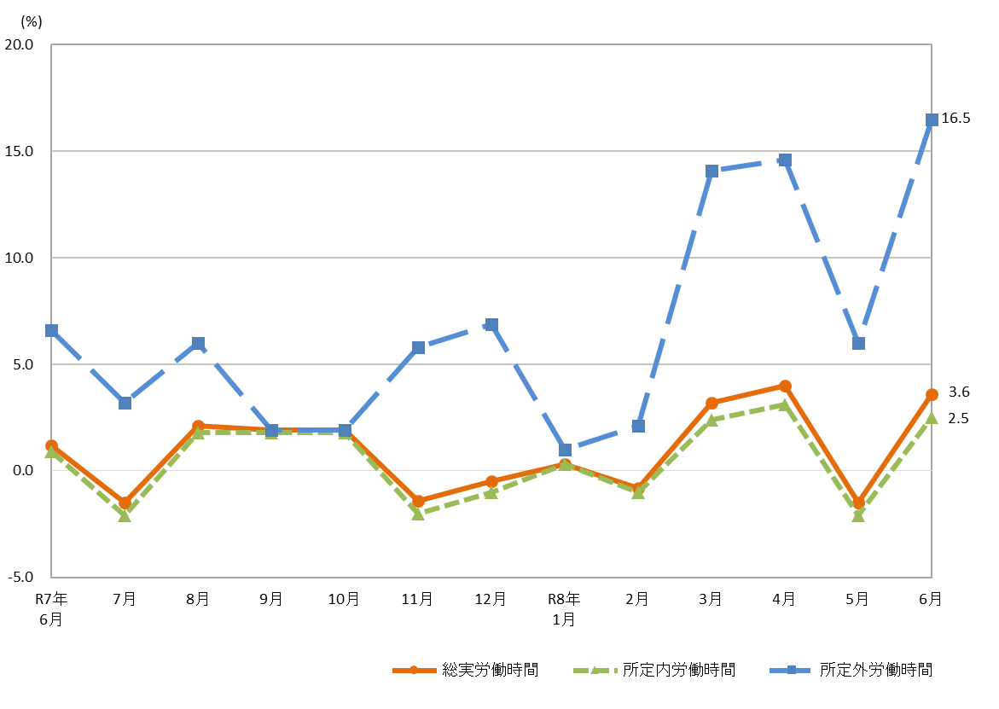 (%)
20.0
15.0
10.0
5.0
0.0
-5.0
16.5
3.6
2.5
R7年
6月
7月
8月
9月
10月
11月
12月
R8年
1月
2月
3月
4月
5月
6月
総実労働時間
所定内労働時間
所定外労働時間